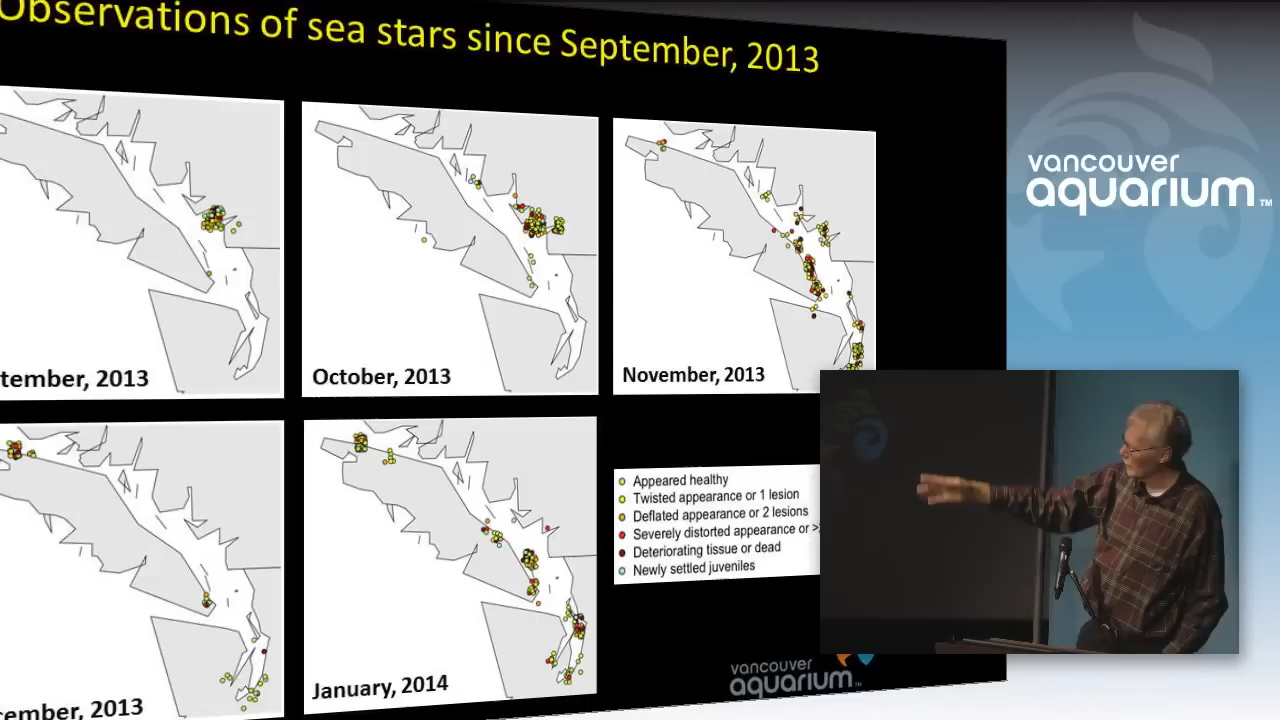 Observations of sea stars since September, 2013
tember, 2013
October, 2013
November, 2013
cember, 2013
January, 2014
Appeared healthy
Twisted appearance or 1 lesion
Deflated appearance or 2 lesions
Severely distorted appearance or >
Deteriorating tissue or dead
Newly settled juveniles
vancouver
aquarium™
vancouver
aquarium™